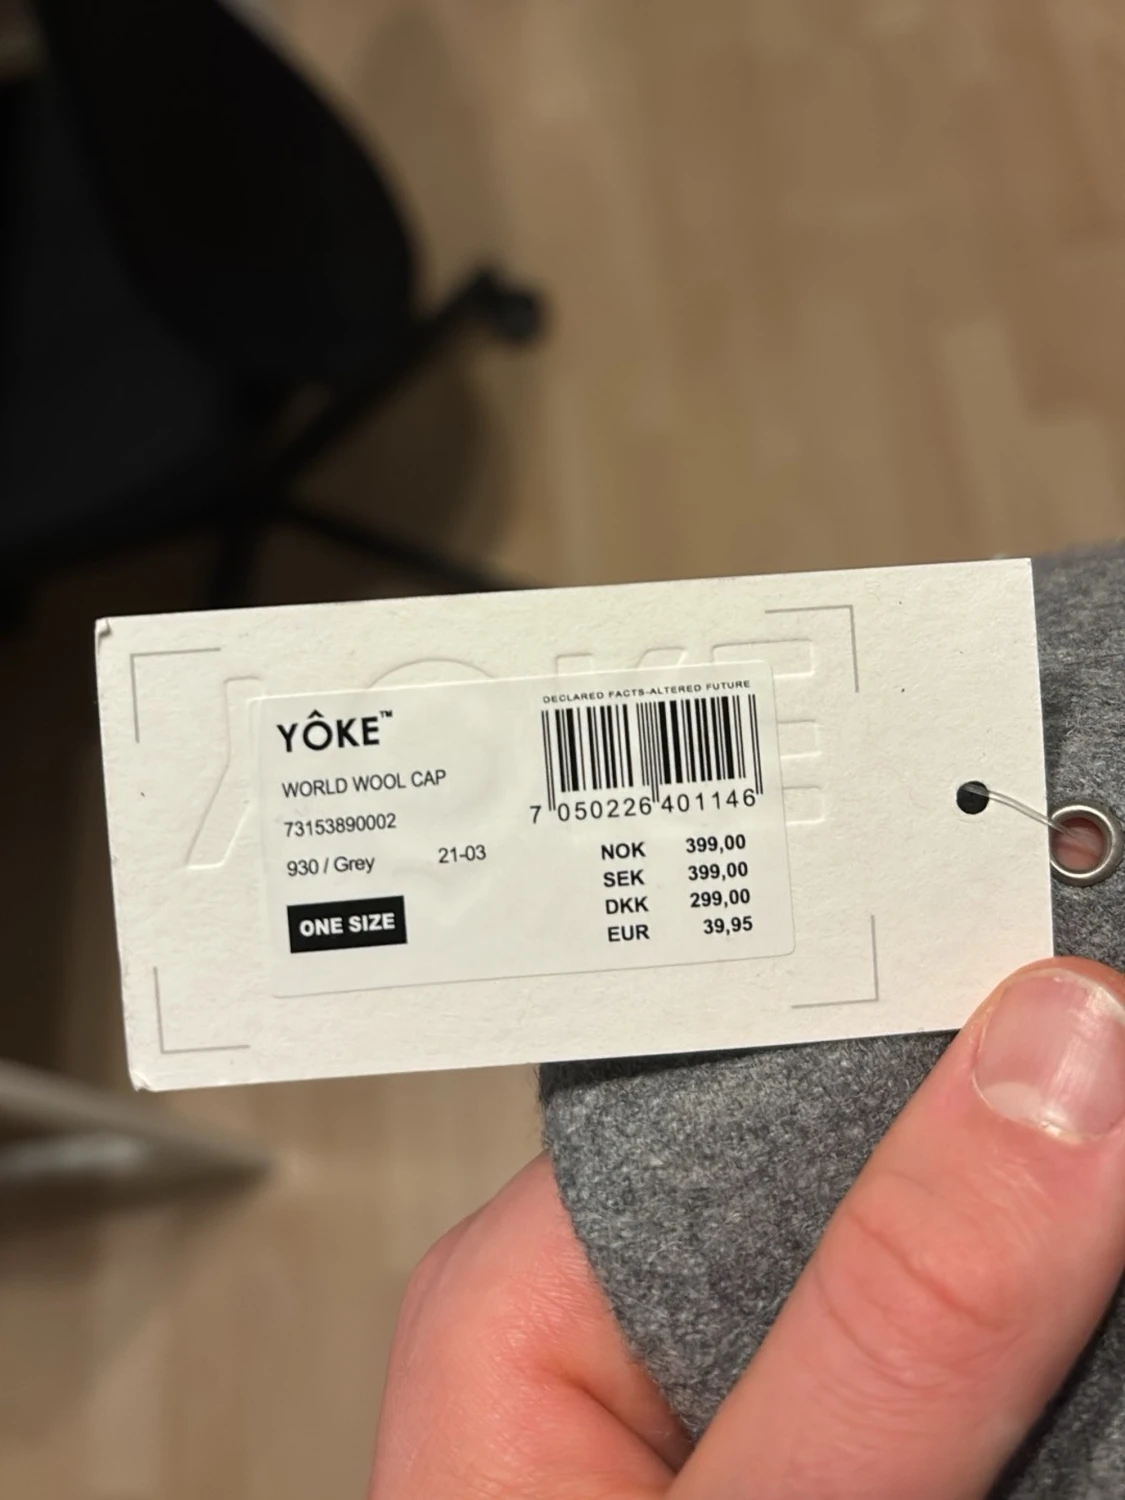 YÔKE™
WORLD WOOL CAP
73153890002
930 / Grey 21-03
ONE SIZE
DECLARED FACTS-ALTERED FUTURE
7 050226 401146
NOK 399,00
SEK 399,00
DKK 299,00
EUR 39,95